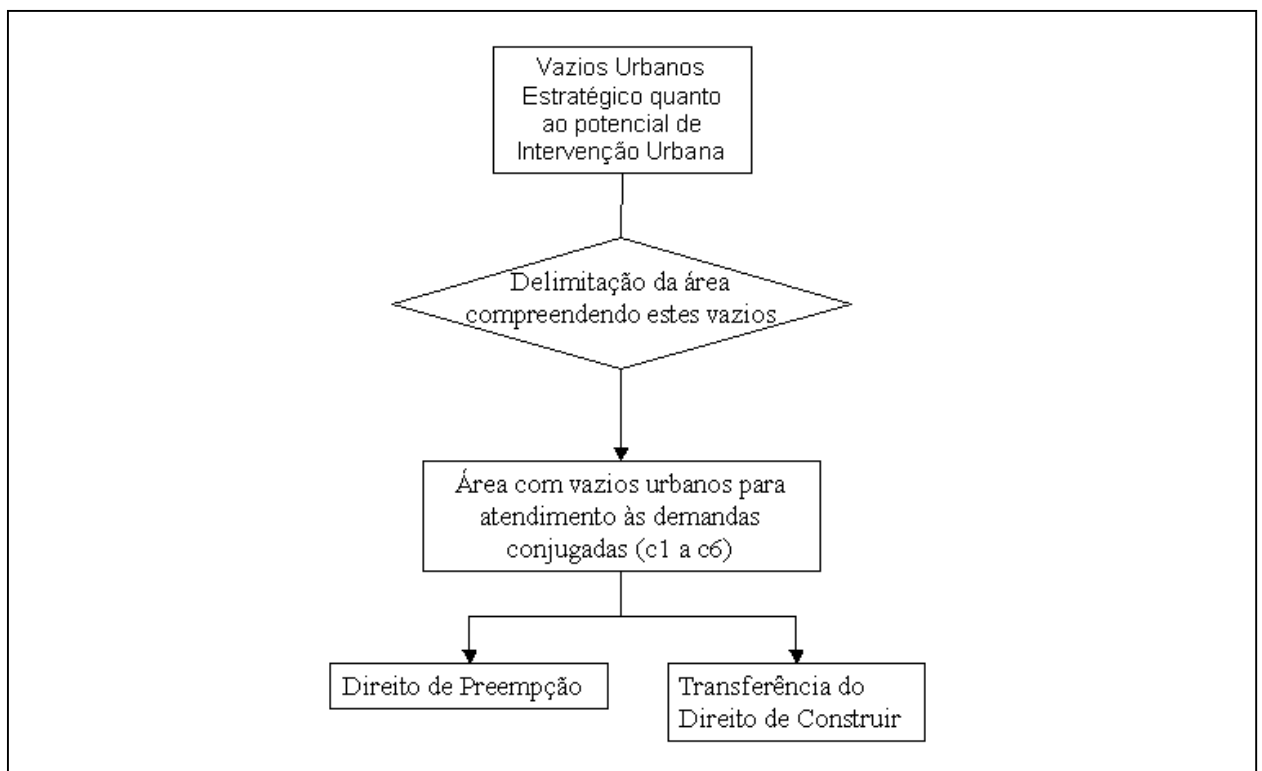 Vazios Urbanos
Estratégico quanto
ao potencial de
Intervenção Urbana
Delimitação da área
compreendendo estes vazios
Área com vazios urbanos para
atendimento às demandas
conjugadas (c1 a c6)
Direito de Preempção
Transferência do
Direito de Construir